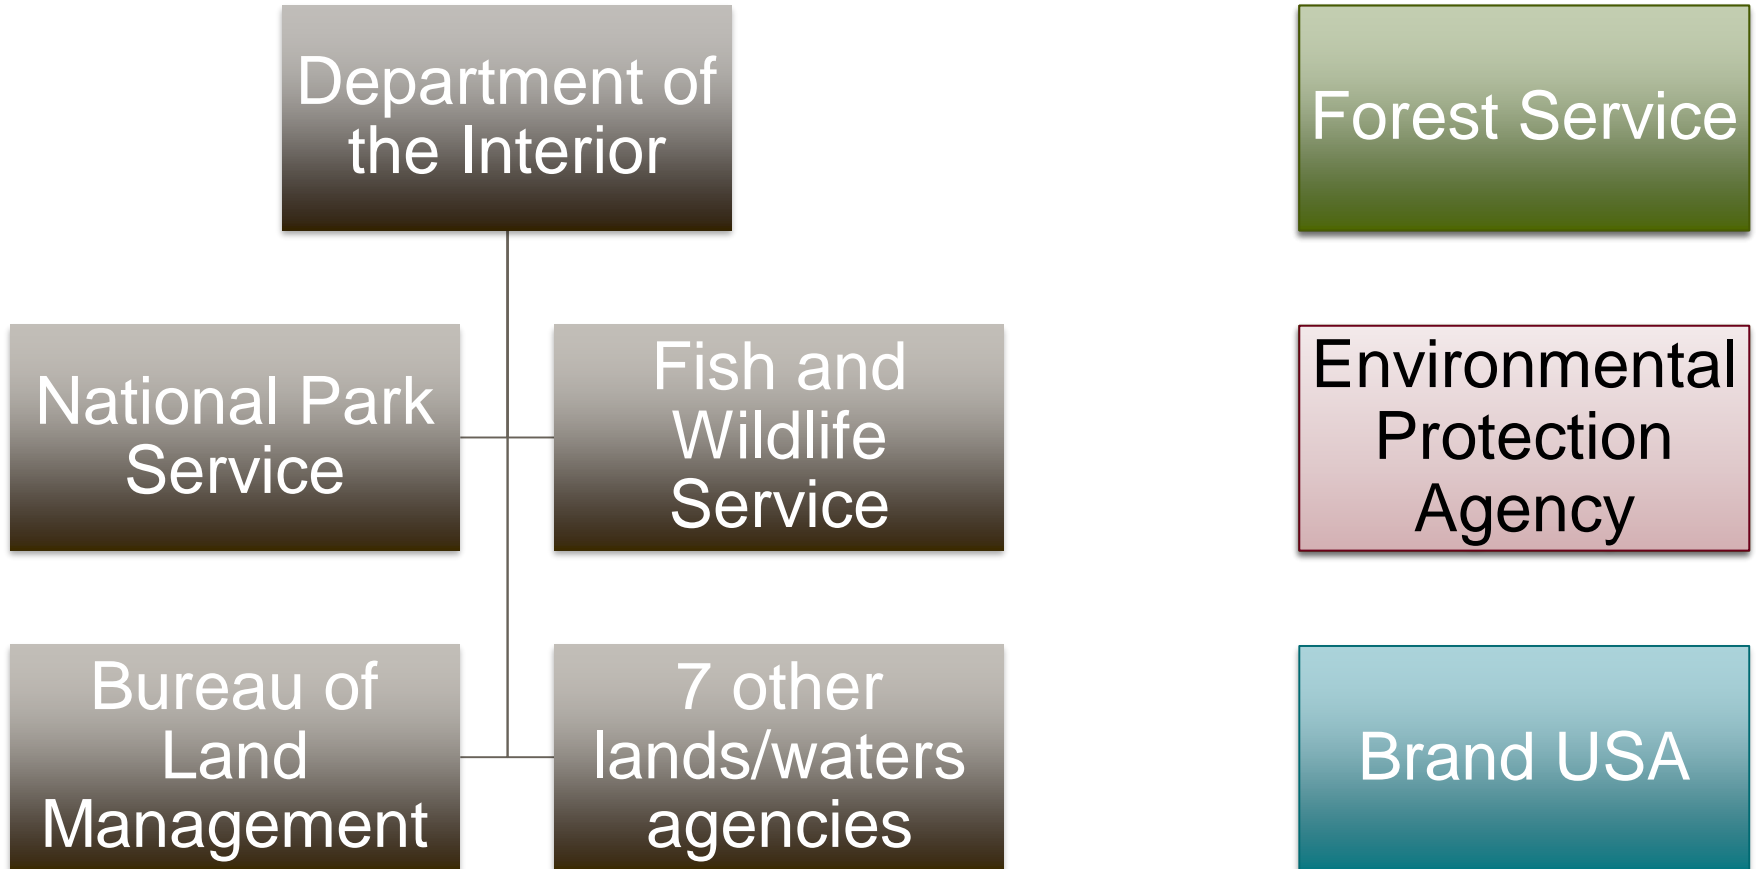 Department of
the Interior
Forest Service
National Park
Service
Fish and
Wildlife
Service
Environmental
Protection
Agency
Bureau of
Land
Management
7 other
lands/waters
agencies
Brand USA